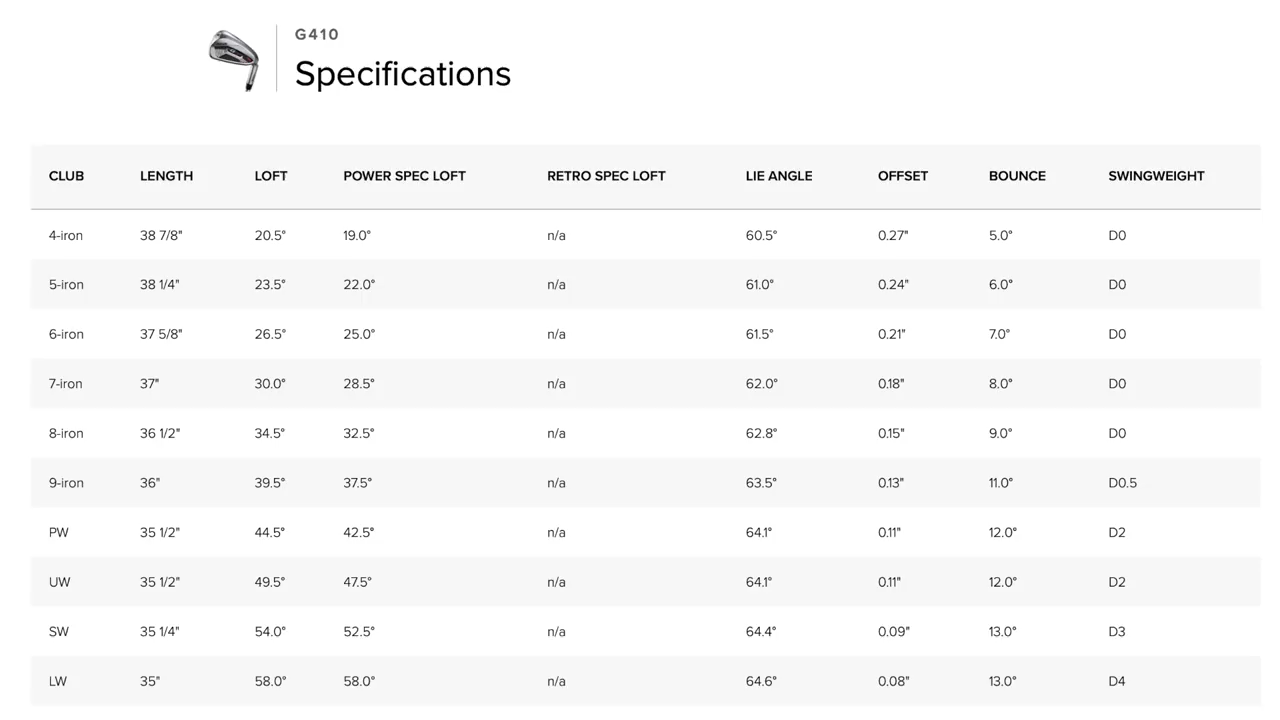 G410
Specifications
CLUB LENGTH LOFT POWER SPEC LOFT RETRO SPEC LOFT LIE ANGLE OFFSET BOUNCE SWINGWEIGHT
4-iron 38 7/8" 20.5° 19.0° n/a 60.5° 0.27" 5.0° D0
5-iron 38 1/4" 23.5° 22.0° n/a 61.0° 0.24" 6.0° D0
6-iron 37 5/8" 26.5° 25.0° n/a 61.5° 0.21" 7.0° D0
7-iron 37" 30.0° 28.5° n/a 62.0° 0.18" 8.0° D0
8-iron 36 1/2" 34.5° 32.5° n/a 62.8° 0.15" 9.0° D0
9-iron 36" 39.5° 37.5° n/a 63.5° 0.13" 11.0° D0.5
PW 35 1/2" 44.5° 42.5° n/a 64.1° 0.11" 12.0° D2
UW 35 1/2" 49.5° 47.5° n/a 64.1° 0.11" 12.0° D2
SW 35 1/4" 54.0° 52.5° n/a 64.4° 0.09" 13.0° D3
LW 35" 58.0° 58.0° n/a 64.6° 0.08" 13.0° D4